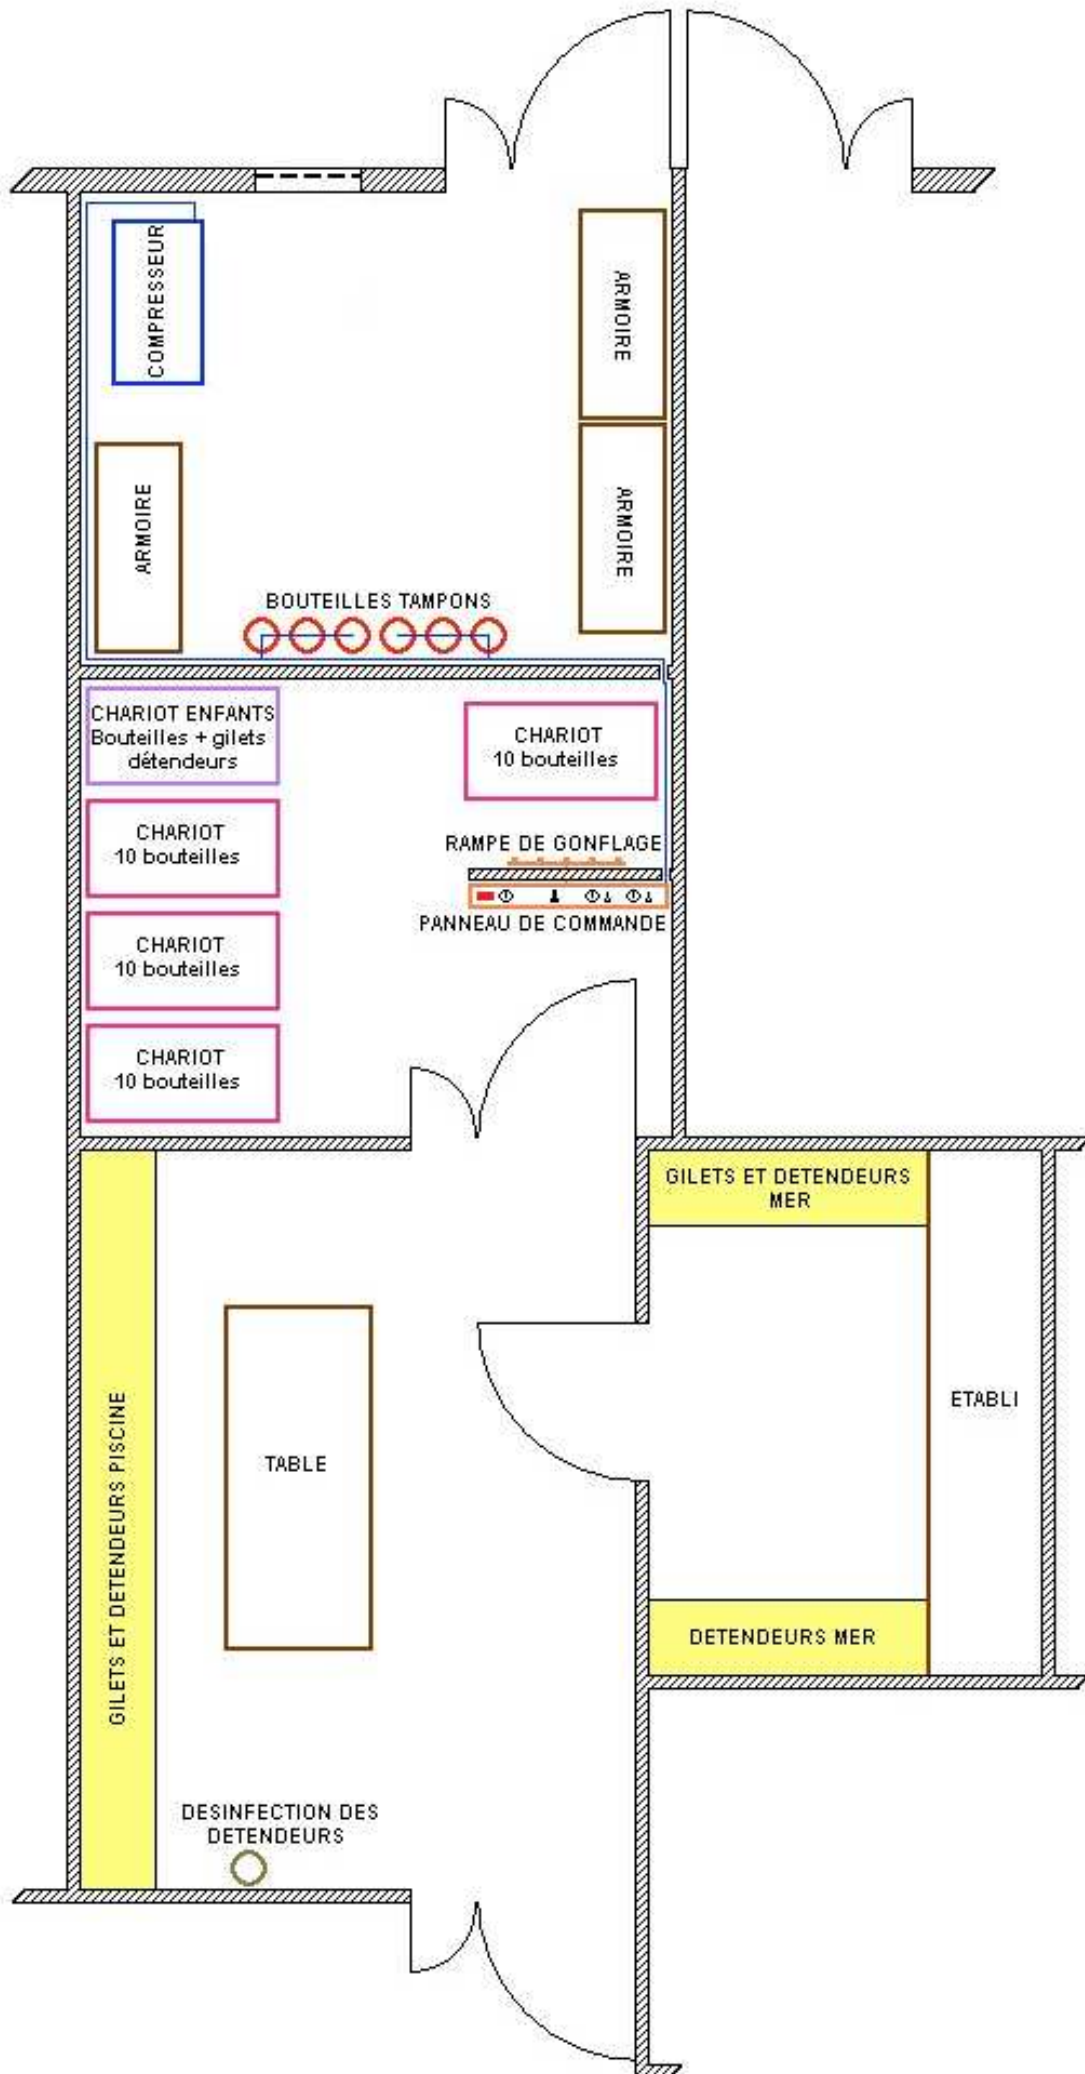 COMPRESSEUR
ARMOIRE
ARMOIRE
ARMOIRE
BOUTEILLES TAMPONS
CHARIOT ENFANTS
Bouteilles + gilets
détendeurs
CHARIOT
10 bouteilles
CHARIOT
10 bouteilles
RAMPE DE GONFLAGE
PANNEAU DE COMMANDE
CHARIOT
10 bouteilles
CHARIOT
10 bouteilles
GILETS ET DETENDEURS
MER
GILETS ET DETENDEURS PISCINE
TABLE
ETABLI
DETENDEURS MER
DESINFECTION DES
DETENDEURS